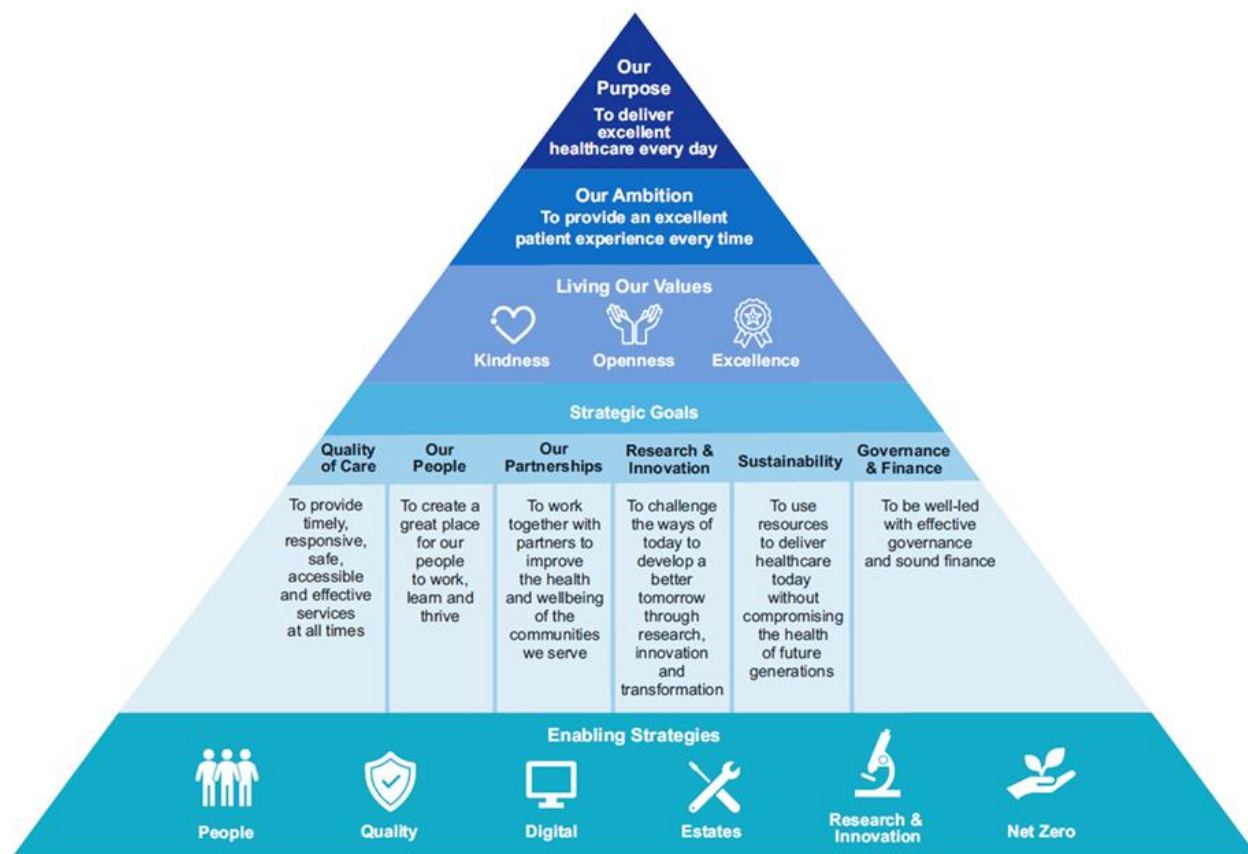 Our
Purpose
To deliver
excellent
healthcare every day
Our Ambition
To provide an excellent
patient experience every time
Living Our Values
Kindness
Openness
Excellence
Strategic Goals
Quality
of Care
To provide
timely,
responsive,
safe,
accessible
and effective
services
at all times
Our
People
To create a
great place
for our
people
to work,
learn and
thrive
Our
Partnerships
To work
together with
partners to
improve
the health
and wellbeing
of the
communities
we serve
Research &
Innovation
To challenge
the ways of
today to
develop a
better
tomorrow
through
research,
innovation
and
transformation
Sustainability
To use
resources
to deliver
healthcare
today
without
compromising
the health
of future
generations
Governance
& Finance
To be well-led
with effective
governance
and sound finance
Enabling Strategies
People
Quality
Digital
Estates
Research &
Innovation
Net Zero